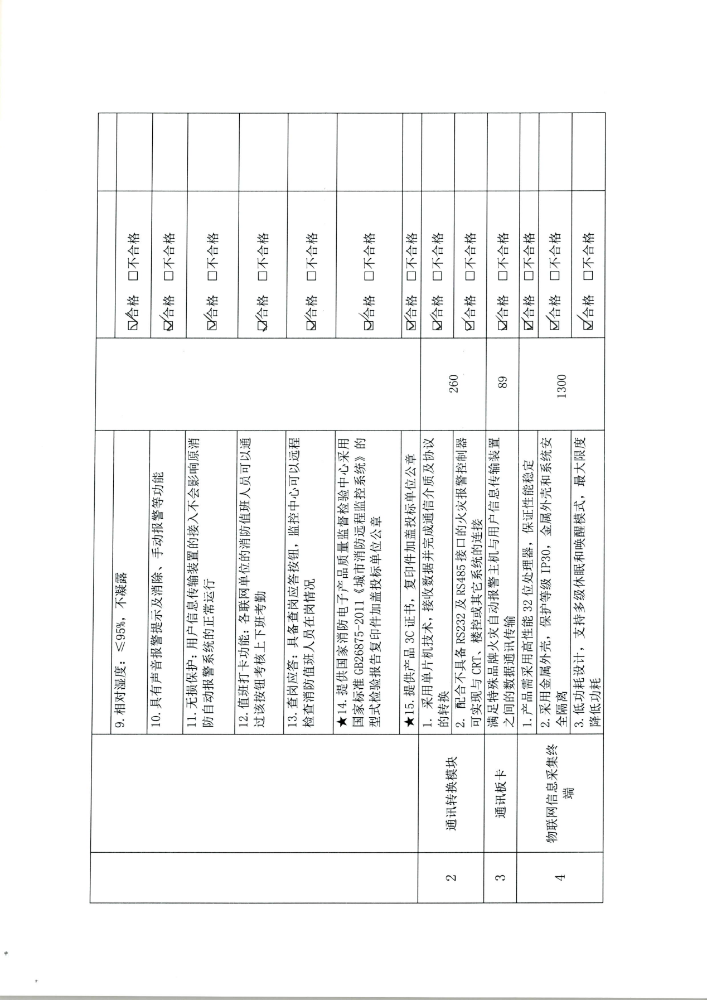 9. 相对湿度：≤95%，不凝露
☑合格 □不合格
10. 具有声音报警提示及消除、手动报警等功能
☑合格 □不合格
11. 无损保护：用户信息传输装置的接入不会影响原消
防自动报警系统的正常运行
☑合格 □不合格
12. 值班打卡功能：各联网单位的消防值班人员可以通
过该按钮考核上下班考勤
☑合格 □不合格
13. 查岗应答：具备查岗应答按钮，监控中心可以远程
检查消防值班人员在岗情况
☑合格 □不合格
★14. 提供国家消防电子产品质量监督检验中心采用
国家标准 GB26875-2011《城市消防远程监控系统》的
型式检验报告复印件加盖投标单位公章
☑合格 □不合格
★15. 提供产品 3C 证书，复印件加盖投标单位公章
☑合格 □不合格
2
通讯转换模块
1. 采用单片机技术，接收数据并完成通信介质及协议
的转换
260
☑合格 □不合格
2. 配合不具备 RS232 及 RS485 接口的火灾报警控制器
可实现与 CRT、楼控或其它系统的连接
☑合格 □不合格
3
通讯板卡
满足特殊品牌火灾自动报警主机与用户信息传输装置
之间的数据通讯传输
89
☑合格 □不合格
4
物联网信息采集终
端
1. 产品需采用高性能 32 位处理器，保证性能稳定
1300
☑合格 □不合格
2. 采用金属外壳，保护等级 IP30，金属外壳和系统安
全隔离
☑合格 □不合格
3. 低功耗设计，支持多级休眠和唤醒模式，最大限度
降低功耗
☑合格 □不合格